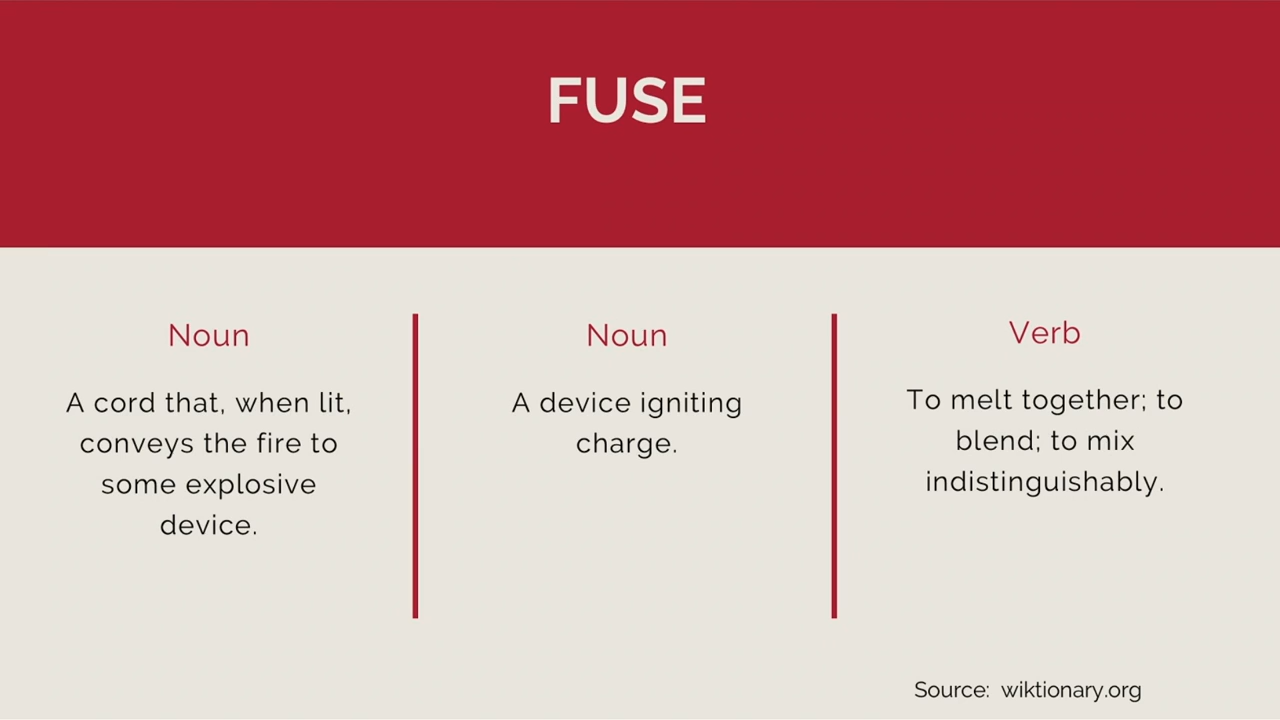 FUSE
Noun
A cord that, when lit,
conveys the fire to
some explosive
device.
Noun
A device igniting
charge.
Verb
To melt together; to
blend; to mix
indistinguishably.
Source: wiktionary.org